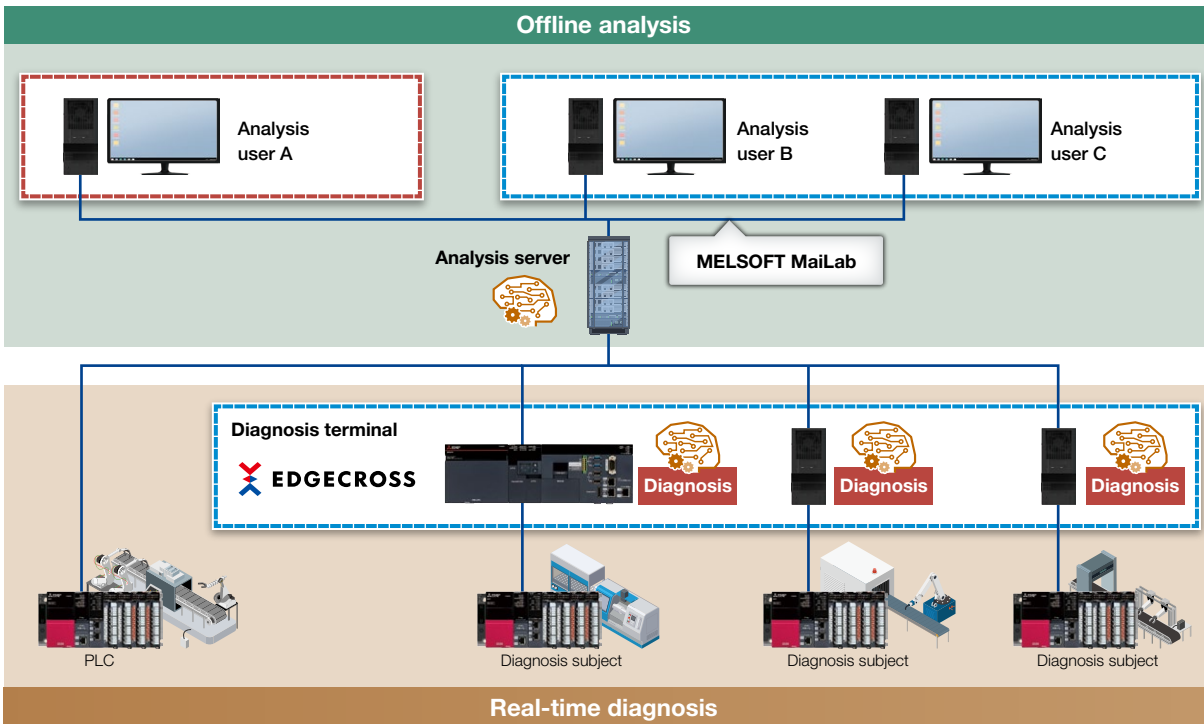 Offline analysis
Analysis
user A
Analysis
user B
Analysis
user C
Analysis server
MELSOFT MaiLab
Diagnosis terminal
EDGECROSS
Diagnosis
Diagnosis
Diagnosis
PLC
Diagnosis subject
Diagnosis subject
Diagnosis subject
Real-time diagnosis